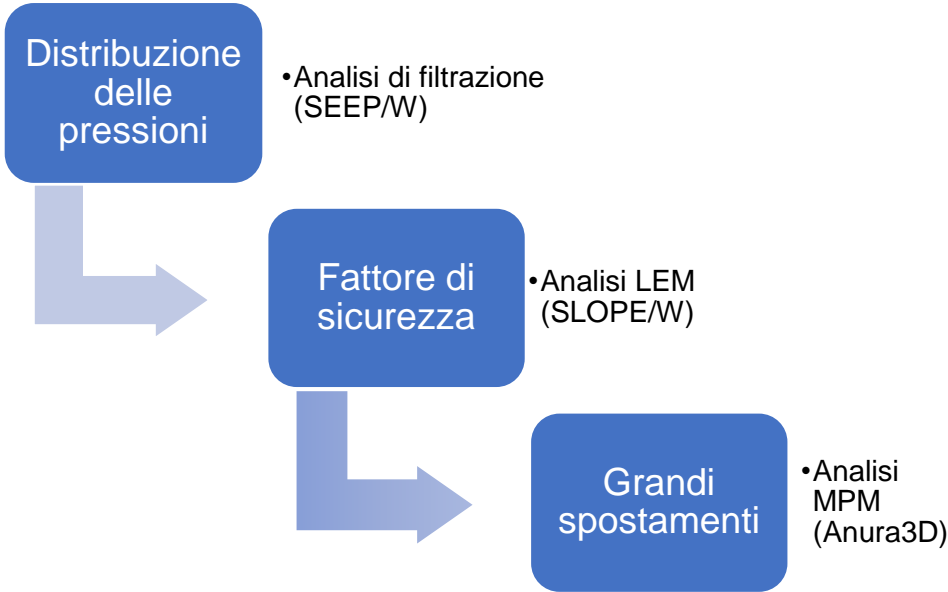 Distribuzione
delle
pressioni
•Analisi di filtrazione
(SEEP/W)
Fattore di
sicurezza
•Analisi LEM
(SLOPE/W)
Grandi
spostamenti
•Analisi
MPM
(Anura3D)